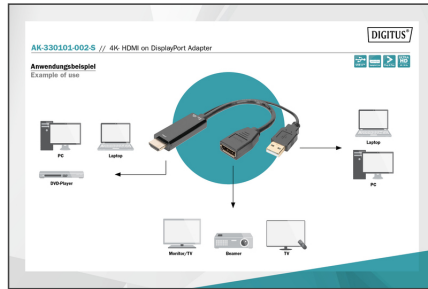 DIGITUS®
AK-330101-002-S // 4K- HDMI on DisplayPort Adapter
Anwendungsbeispiel
Example of use
HD
PC
Laptop
DVD-Player
Laptop
PC
Monitor/TV
Beamer
TV